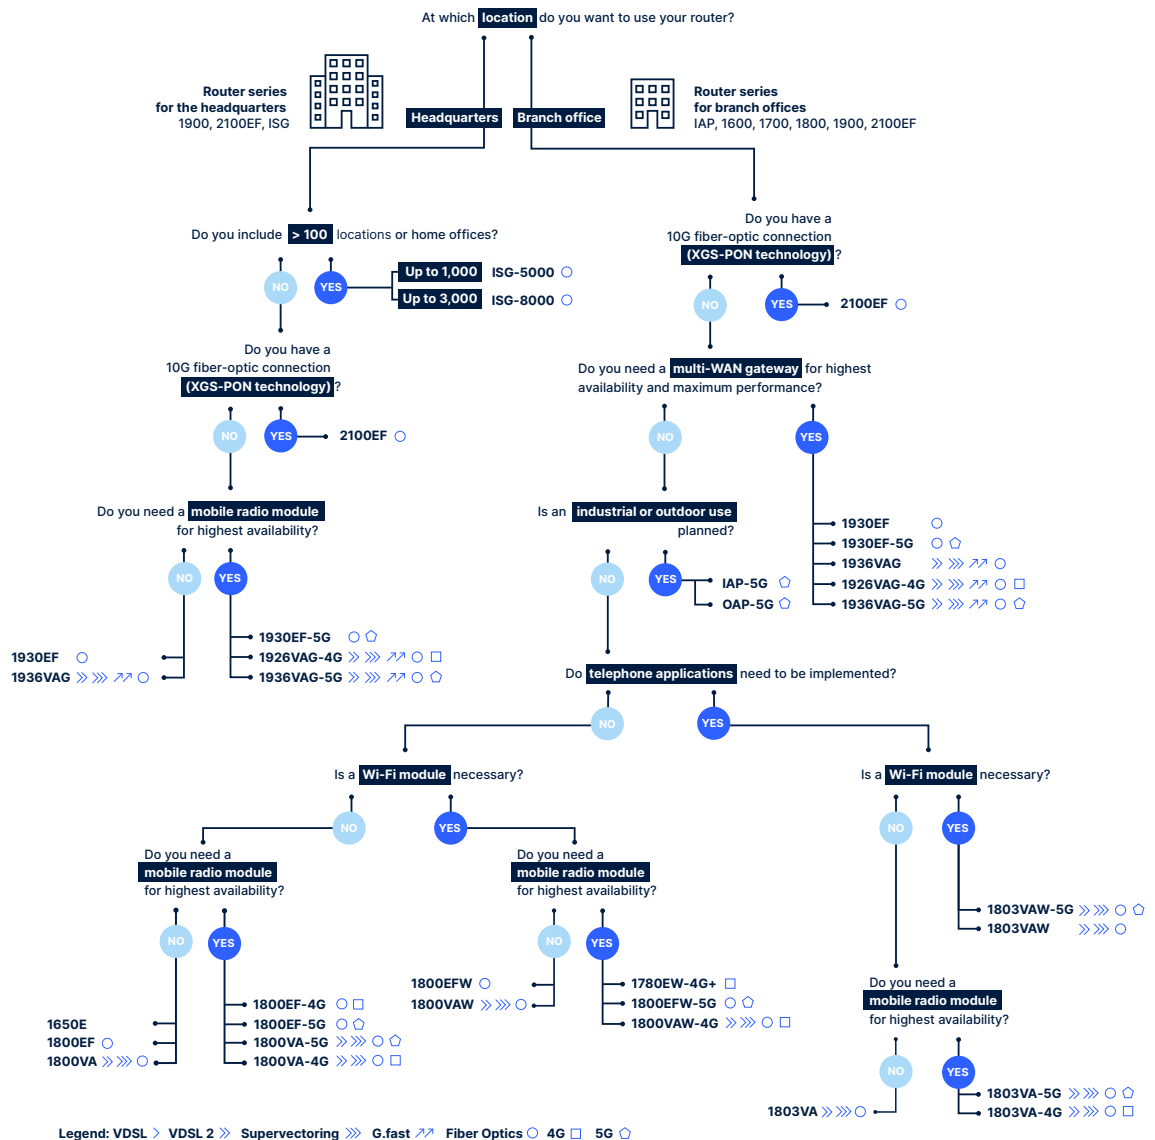 At which location do you want to use your router?
Router series
for the headquarters
1900, 2100EF, ISG
Headquarters
Branch office
Router series
for branch offices
IAP, 1600, 1700, 1800, 1900, 2100EF
Do you include > 100 locations or home offices?
NO
YES
Up to 1,000 ISG-5000
Up to 3,000 ISG-8000
Do you have a
10G fiber-optic connection
(XGS-PON technology)?
NO
YES
2100EF
Do you need a mobile radio module
for highest availability?
NO
YES
1930EF
1936VAG
1930EF-5G
1926VAG-4G
1936VAG-5G
Do you have a
10G fiber-optic connection
(XGS-PON technology)?
NO
YES
2100EF
Do you need a multi-WAN gateway for highest
availability and maximum performance?
NO
YES
1930EF
1930EF-5G
1936VAG
1926VAG-4G
1936VAG-5G
Is an industrial or outdoor use
planned?
NO
YES
IAP-5G
OAP-5G
Do telephone applications need to be implemented?
NO
YES
Is a Wi-Fi module necessary?
NO
YES
Do you need a
mobile radio module
for highest availability?
NO
YES
1650E
1800EF
1800VA
1800EF-4G
1800EF-5G
1800VA-5G
1800VA-4G
Do you need a
mobile radio module
for highest availability?
NO
YES
1800EFW
1800VAW
1780EW-4G+
1800EFW-5G
1800VAW-4G
Is a Wi-Fi module necessary?
NO
YES
1803VAW-5G
1803VAW
Do you need a
mobile radio module
for highest availability?
NO
YES
1803VA
1803VA-5G
1803VA-4G
Legend: VDSL VDSL 2 Supervectoring G.fast Fiber Optics 4G 5G